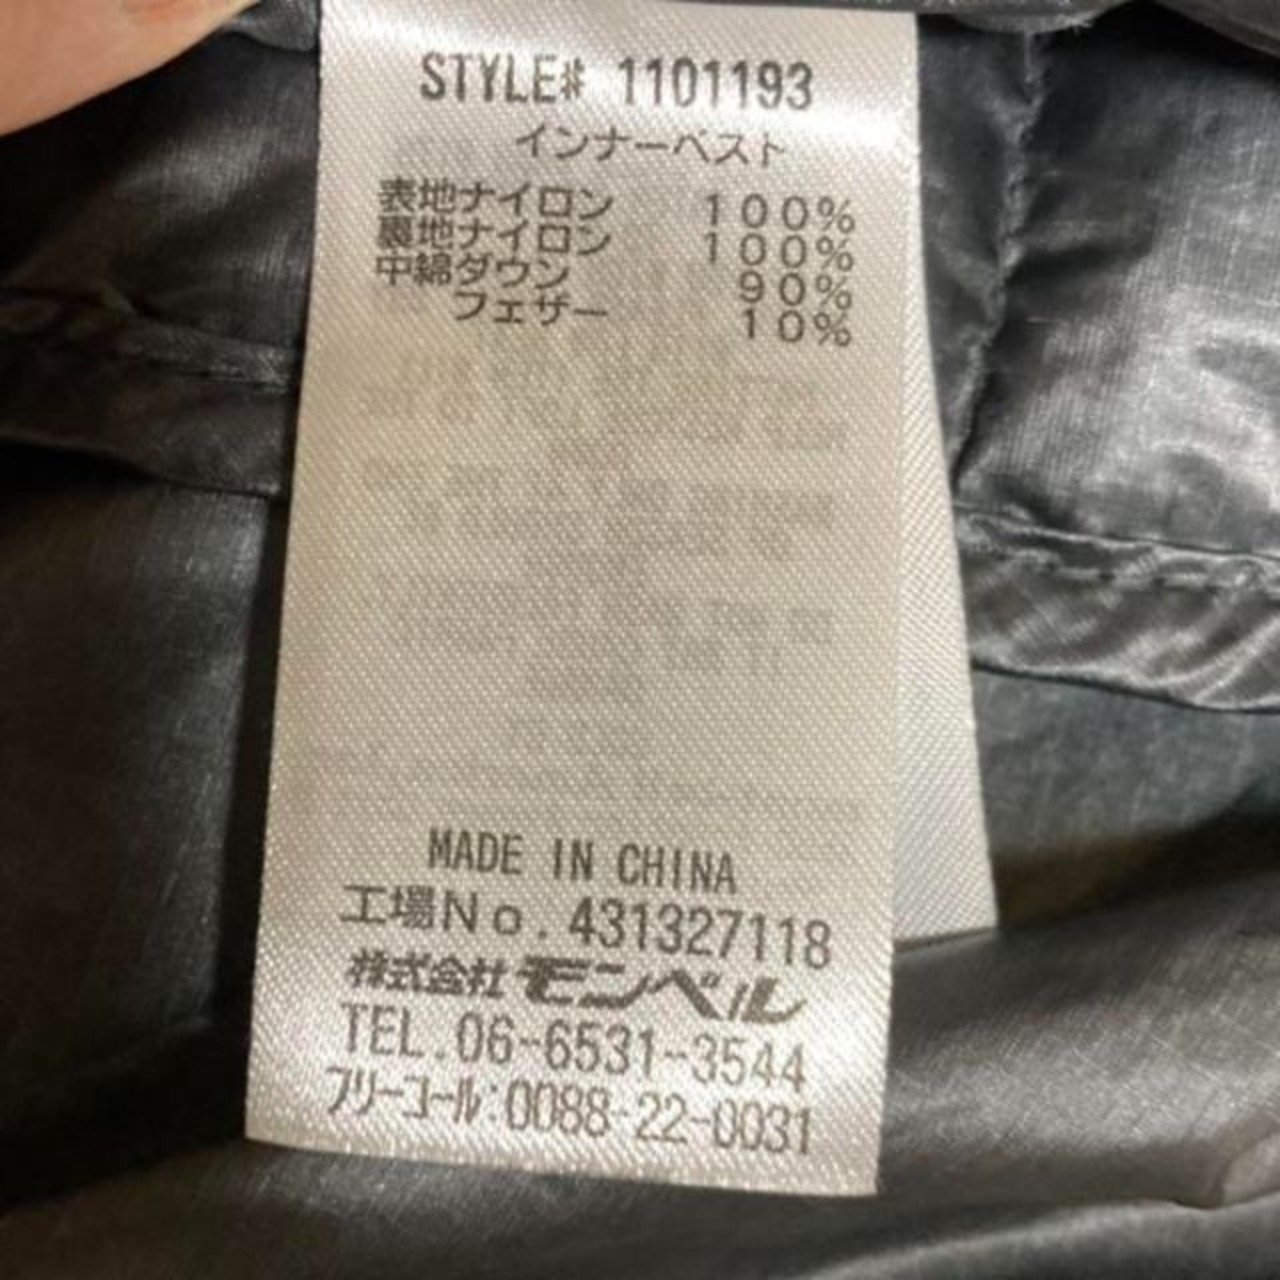 STYLE# 1101193
インナーベスト
表地ナイロン 100%
裏地ナイロン 100%
中綿ダウン 90%
フェザー 10%
MADE IN CHINA
工場No.431327118
株式会社モンベル
TEL.06-6531-3544
フリーコール:0088-22-0031